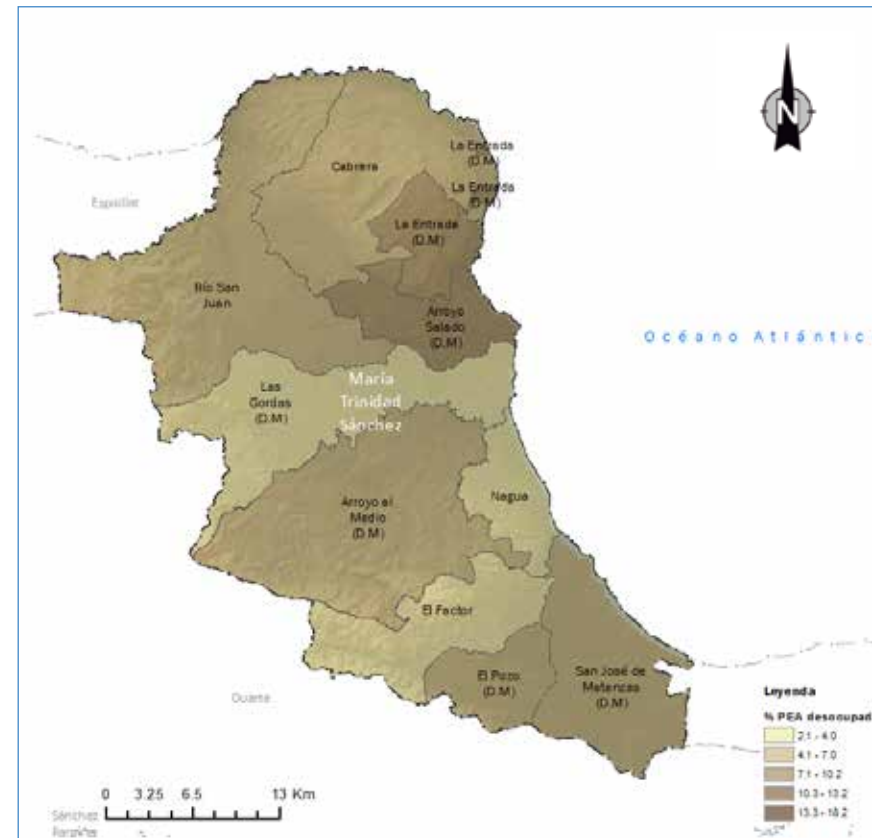 N
La Entrada
(D.M)
La Entrada
(D.M)
Cabrera
Espaillat
La Entrada
(D.M)
Río San
Juan
Arroyo
Salado
(D.M)
Océano Atlántic
Las
Gordas
(D.M)
María
Trinidad
Sánchez
Nagua
Arroyo al
Medio
(D.M)
El Factor
El Pozo
(D.M)
San José de
Matanzas
(D.M)
Duarte
Leyenda
% PEA desocupad
2.1 - 4.0
4.1 - 7.0
7.1 - 10.2
10.3 - 13.2
13.3 - 18.2
0 3.25 6.5 13 Km
Sánchez